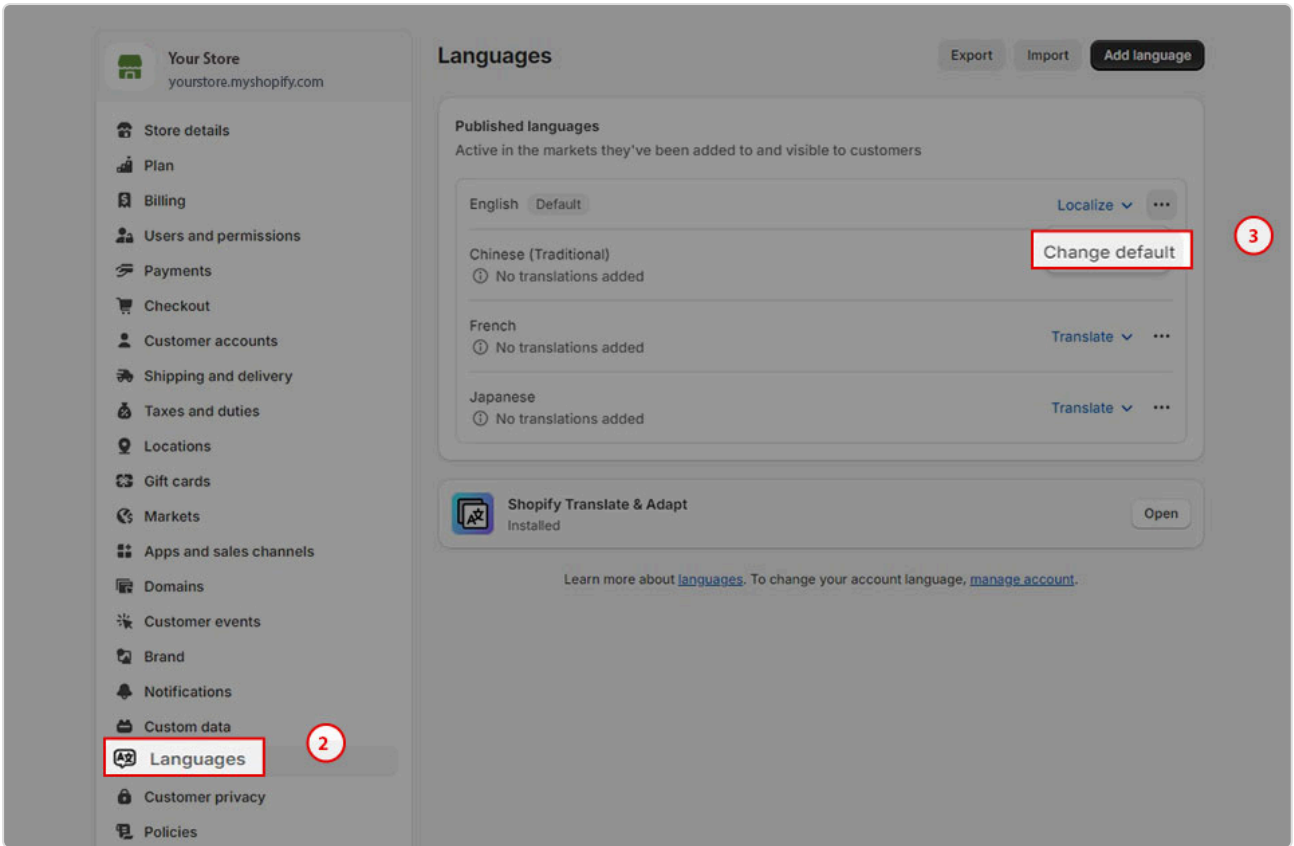 Your Store
yourstore.myshopify.com
Store details
Plan
Billing
Users and permissions
Payments
Checkout
Customer accounts
Shipping and delivery
Taxes and duties
Locations
Gift cards
Markets
Apps and sales channels
Domains
Customer events
Brand
Notifications
Custom data
Languages
2
Customer privacy
Policies
Languages
Export Import Add language
Published languages
Active in the markets they've been added to and visible to customers
English Default Localize
Change default
3
Chinese (Traditional)
No translations added
French
No translations added
Translate
Japanese
No translations added
Translate
Shopify Translate & Adapt
Installed
Open
Learn more about languages. To change your account language, manage account.